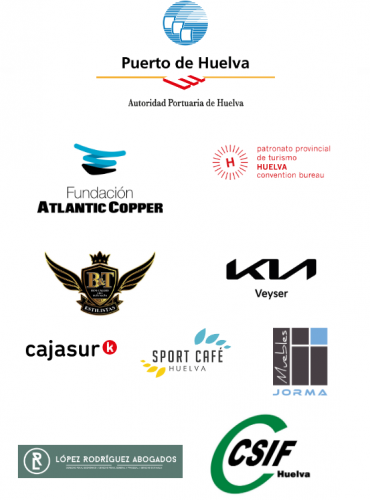 Puerto de Huelva
Autoridad Portuaria de Huelva
Fundación
ATLANTIC COPPER
H
patronato provincial
de turismo
HUELVA
convention bureau
B&T
ESTILISTAS
KIA
Veyser
cajasur k
SPORT CAFÉ
HUELVA
Muebles
JORMA
R LÓPEZ RODRÍGUEZ ABOGADOS
CSIF
Huelva